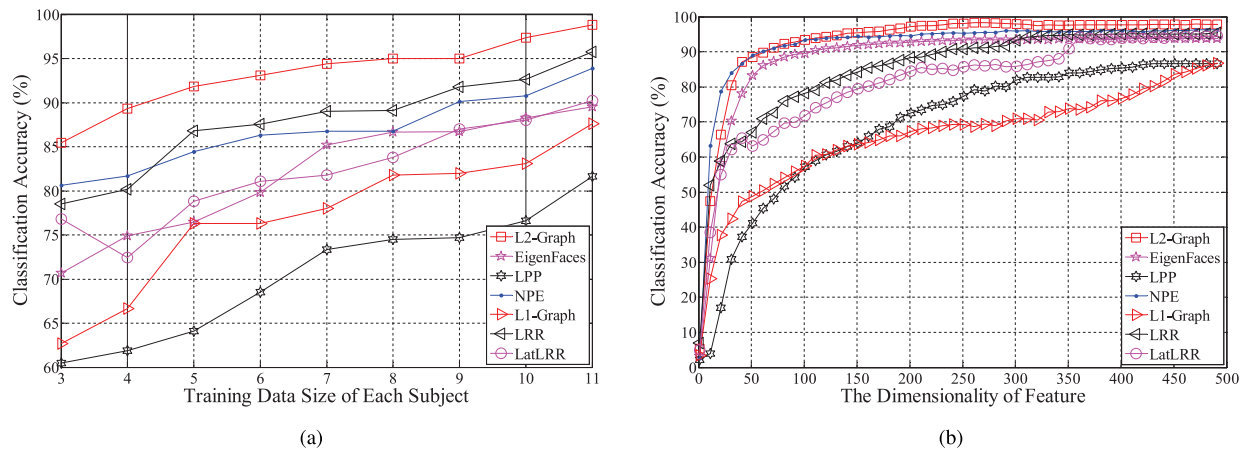 100
95
90
85
80
75
70
65
60
Classification Accuracy (%)
3 4 5 6 7 8 9 10 11
Training Data Size of Each Subject
L2-Graph
EigenFaces
LPP
NPE
L1-Graph
LRR
LatLRR
(a)
100
90
80
70
60
50
40
30
20
10
0
Classification Accuracy (%)
0 50 100 150 200 250 300 350 400 450 500
The Dimensionality of Feature
L2-Graph
EigenFaces
LPP
NPE
L1-Graph
LRR
LatLRR
(b)